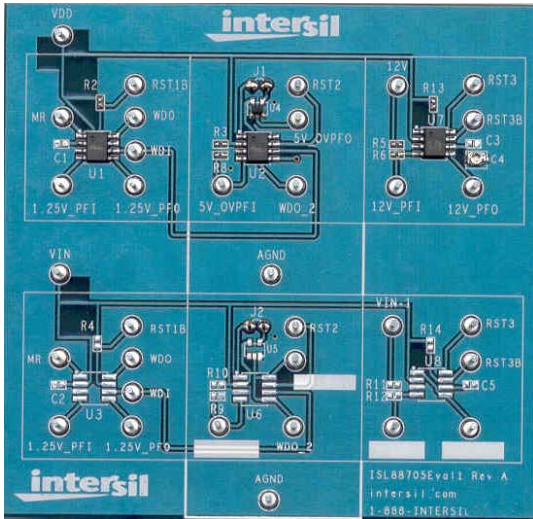 VDD
intersil
J1
12V
R2
RST1B
RST2
R13
RST3
U4
MR
WDO
U7
RST3B
R3
5V_OVPFO
R5
C3
C1
WDI
R8
R6
C4
U1
U2
1.25V_PFI
1.25V_PFO
5V_OVPFI
WDO_2
12V_PFI
12V_PFO
VIN
AGND
J2
VIN-1
R4
RST1B
RST2
R14
RST3
U5
MR
WDO
U8
RST3B
R10
R11
C2
WDI
R9
R12
C5
U3
U6
1.25V_PFI
1.25V_PFO
WDO_2
intersil
AGND
ISL88705Eval1 Rev A
intersil.com
1-888-INTERSIL